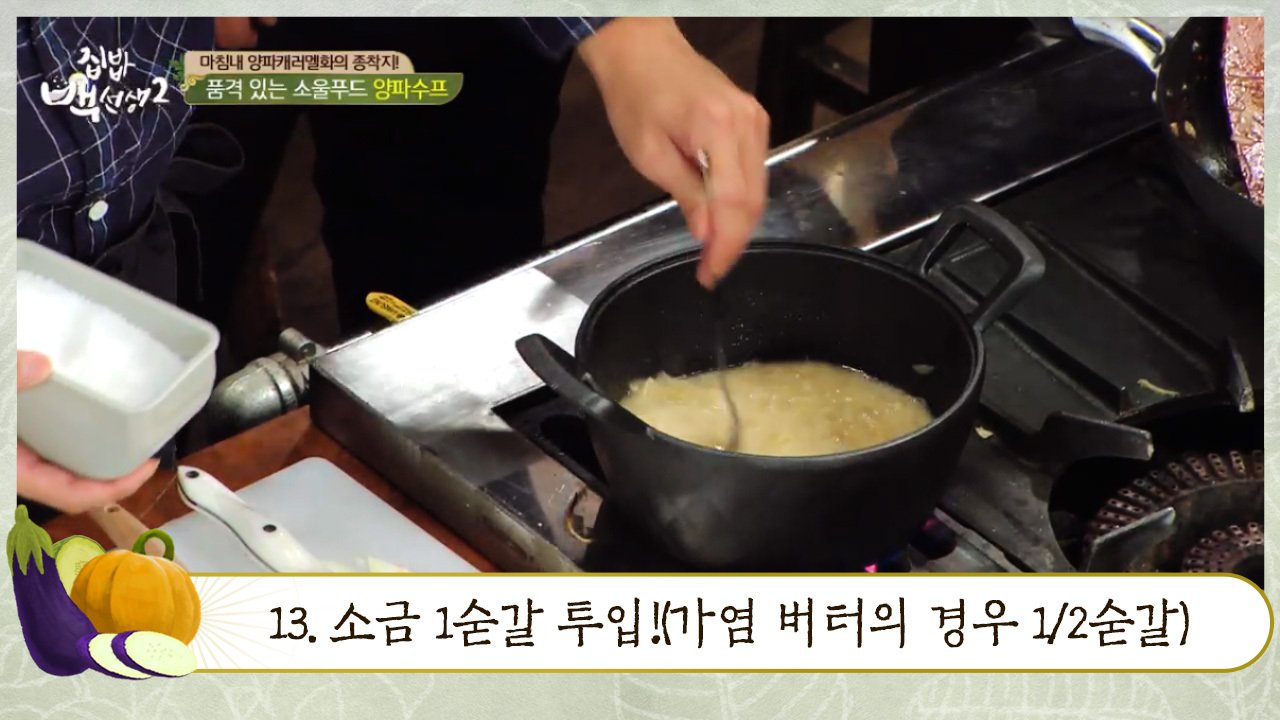 집밥
백선생2
마침내 양파캐러멜화의 종착지!
품격 있는 소울푸드 양파수프
13. 소금 1숟갈 투입!(가염 버터의 경우 1/2숟갈)